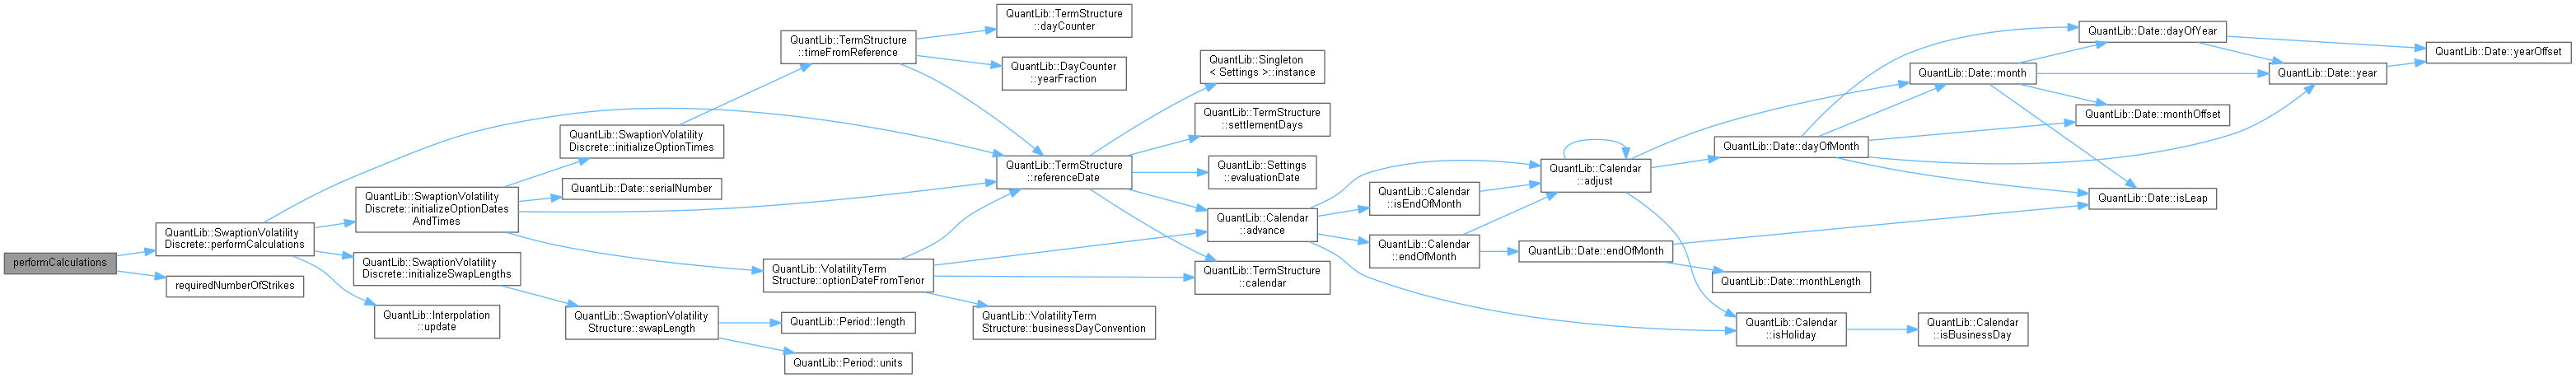 performCalculations
QuantLib::SwaptionVolatility
Discrete::performCalculations
requiredNumberOfStrikes
QuantLib::SwaptionVolatility
Discrete::initializeOptionDates
AndTimes
QuantLib::SwaptionVolatility
Discrete::initializeSwapLengths
QuantLib::Interpolation
::update
QuantLib::SwaptionVolatility
Discrete::initializeOptionTimes
QuantLib::Date::serialNumber
QuantLib::SwaptionVolatility
Structure::swapLength
QuantLib::TermStructure
::timeFromReference
QuantLib::VolatilityTerm
Structure::optionDateFromTenor
QuantLib::Period::length
QuantLib::Period::units
QuantLib::TermStructure
::dayCounter
QuantLib::DayCounter
::yearFraction
QuantLib::TermStructure
::referenceDate
QuantLib::VolatilityTerm
Structure::businessDayConvention
QuantLib::Singleton
< Settings >::instance
QuantLib::TermStructure
::settlementDays
QuantLib::Settings
::evaluationDate
QuantLib::Calendar
::advance
QuantLib::TermStructure
::calendar
QuantLib::Calendar
::isEndOfMonth
QuantLib::Calendar
::endOfMonth
QuantLib::Calendar
::adjust
QuantLib::Date::endOfMonth
QuantLib::Date::dayOfMonth
QuantLib::Date::monthLength
QuantLib::Calendar
::isHoliday
QuantLib::Date::month
QuantLib::Calendar
::isBusinessDay
QuantLib::Date::dayOfYear
QuantLib::Date::monthOffset
QuantLib::Date::isLeap
QuantLib::Date::year
QuantLib::Date::yearOffset